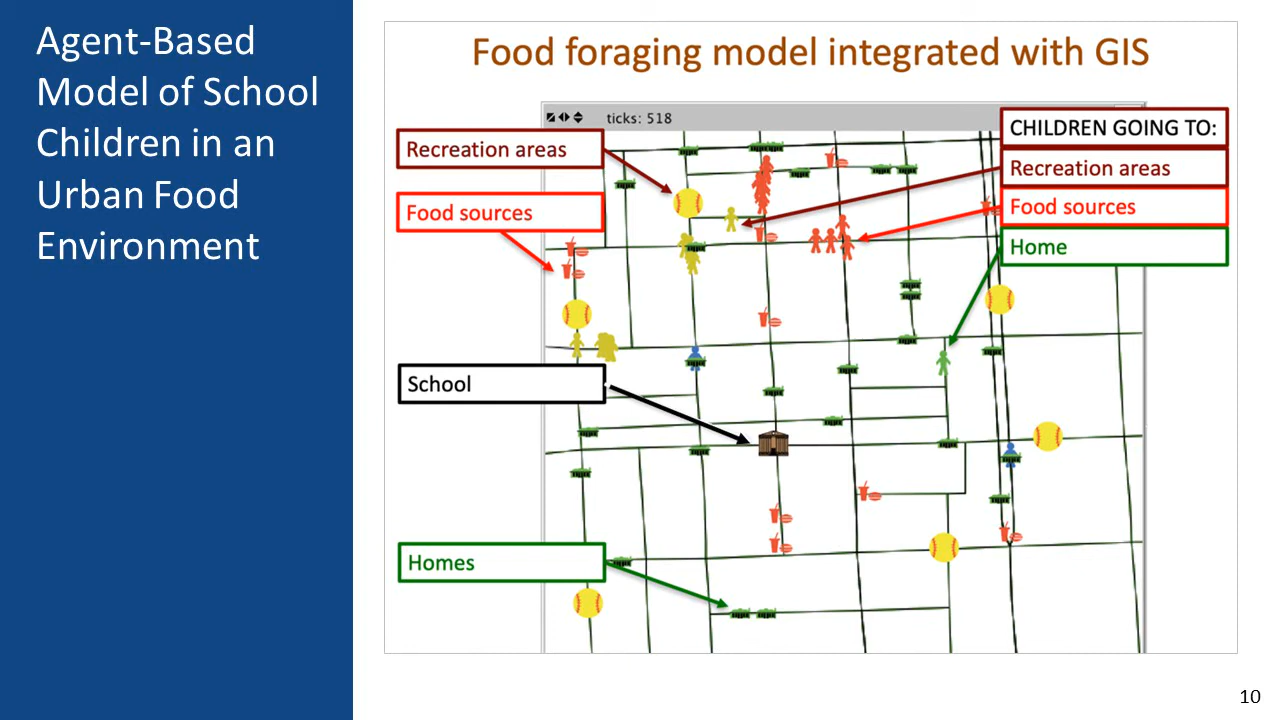 Agent-Based
Model of School
Children in an
Urban Food
Environment
Food foraging model integrated with GIS
ticks: 518
Recreation areas
Food sources
School
Homes
CHILDREN GOING TO:
Recreation areas
Food sources
Home
10